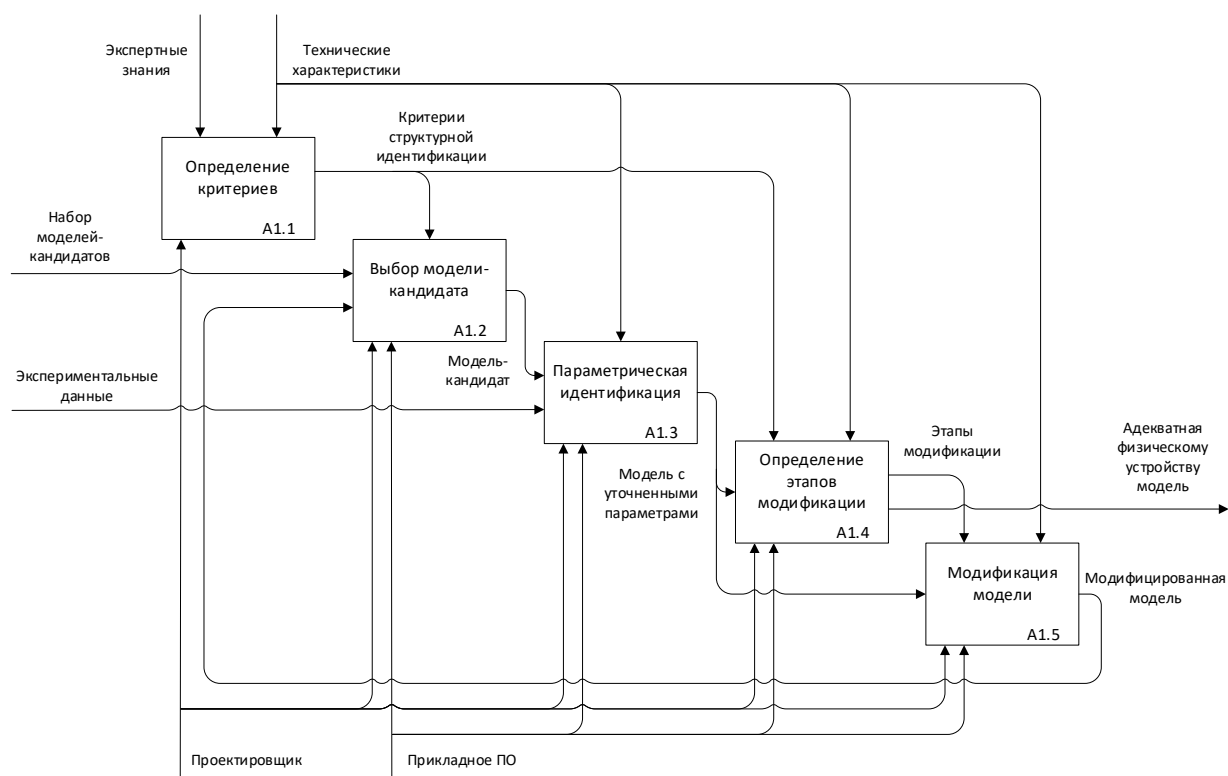 Экспертные
знания
Технические
характеристики
Критерии
структурной
идентификации
Определение
критериев
A1.1
Набор
моделей-
кандидатов
Выбор модели-
кандидата
A1.2
Модель-
кандидат
Экспериментальные
данные
Параметрическая
идентификация
A1.3
Модель с
уточненными
параметрами
Определение
этапов
модификации
A1.4
Этапы
модификации
Адекватная
физическому
устройству
модель
Модификация
модели
A1.5
Модифицированная
модель
Проектировщик
Прикладное ПО